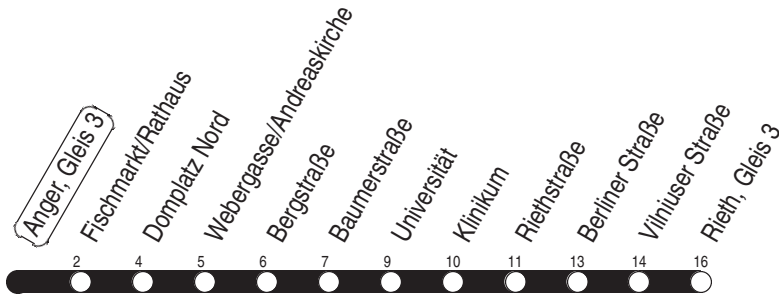 Anger, Gleis 3
Fischmarkt/Rathaus
Domplatz Nord
Webergasse/Andreaskirche
Bergstraße
Baumerstraße
Universität
Klinikum
Riethstraße
Berliner Straße
Vilniuser Straße
Rieth, Gleis 3
2 4 5 6 7 9 10 11 13 14 16